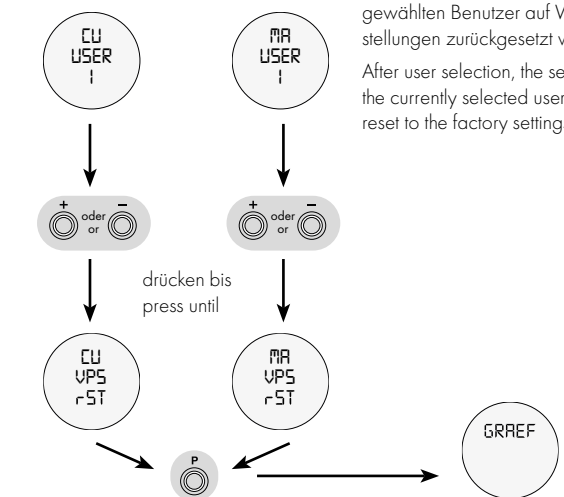 gewählten Benutzer auf
stellungen zurückgesetzt
After user selection, the
the currently selected user
reset to the factory
CU
USER
1
MA
USER
1
+ oder or −
+ oder or −
drücken bis
press until
CU
VPS
rST
MA
VPS
rST
P
GRAEF